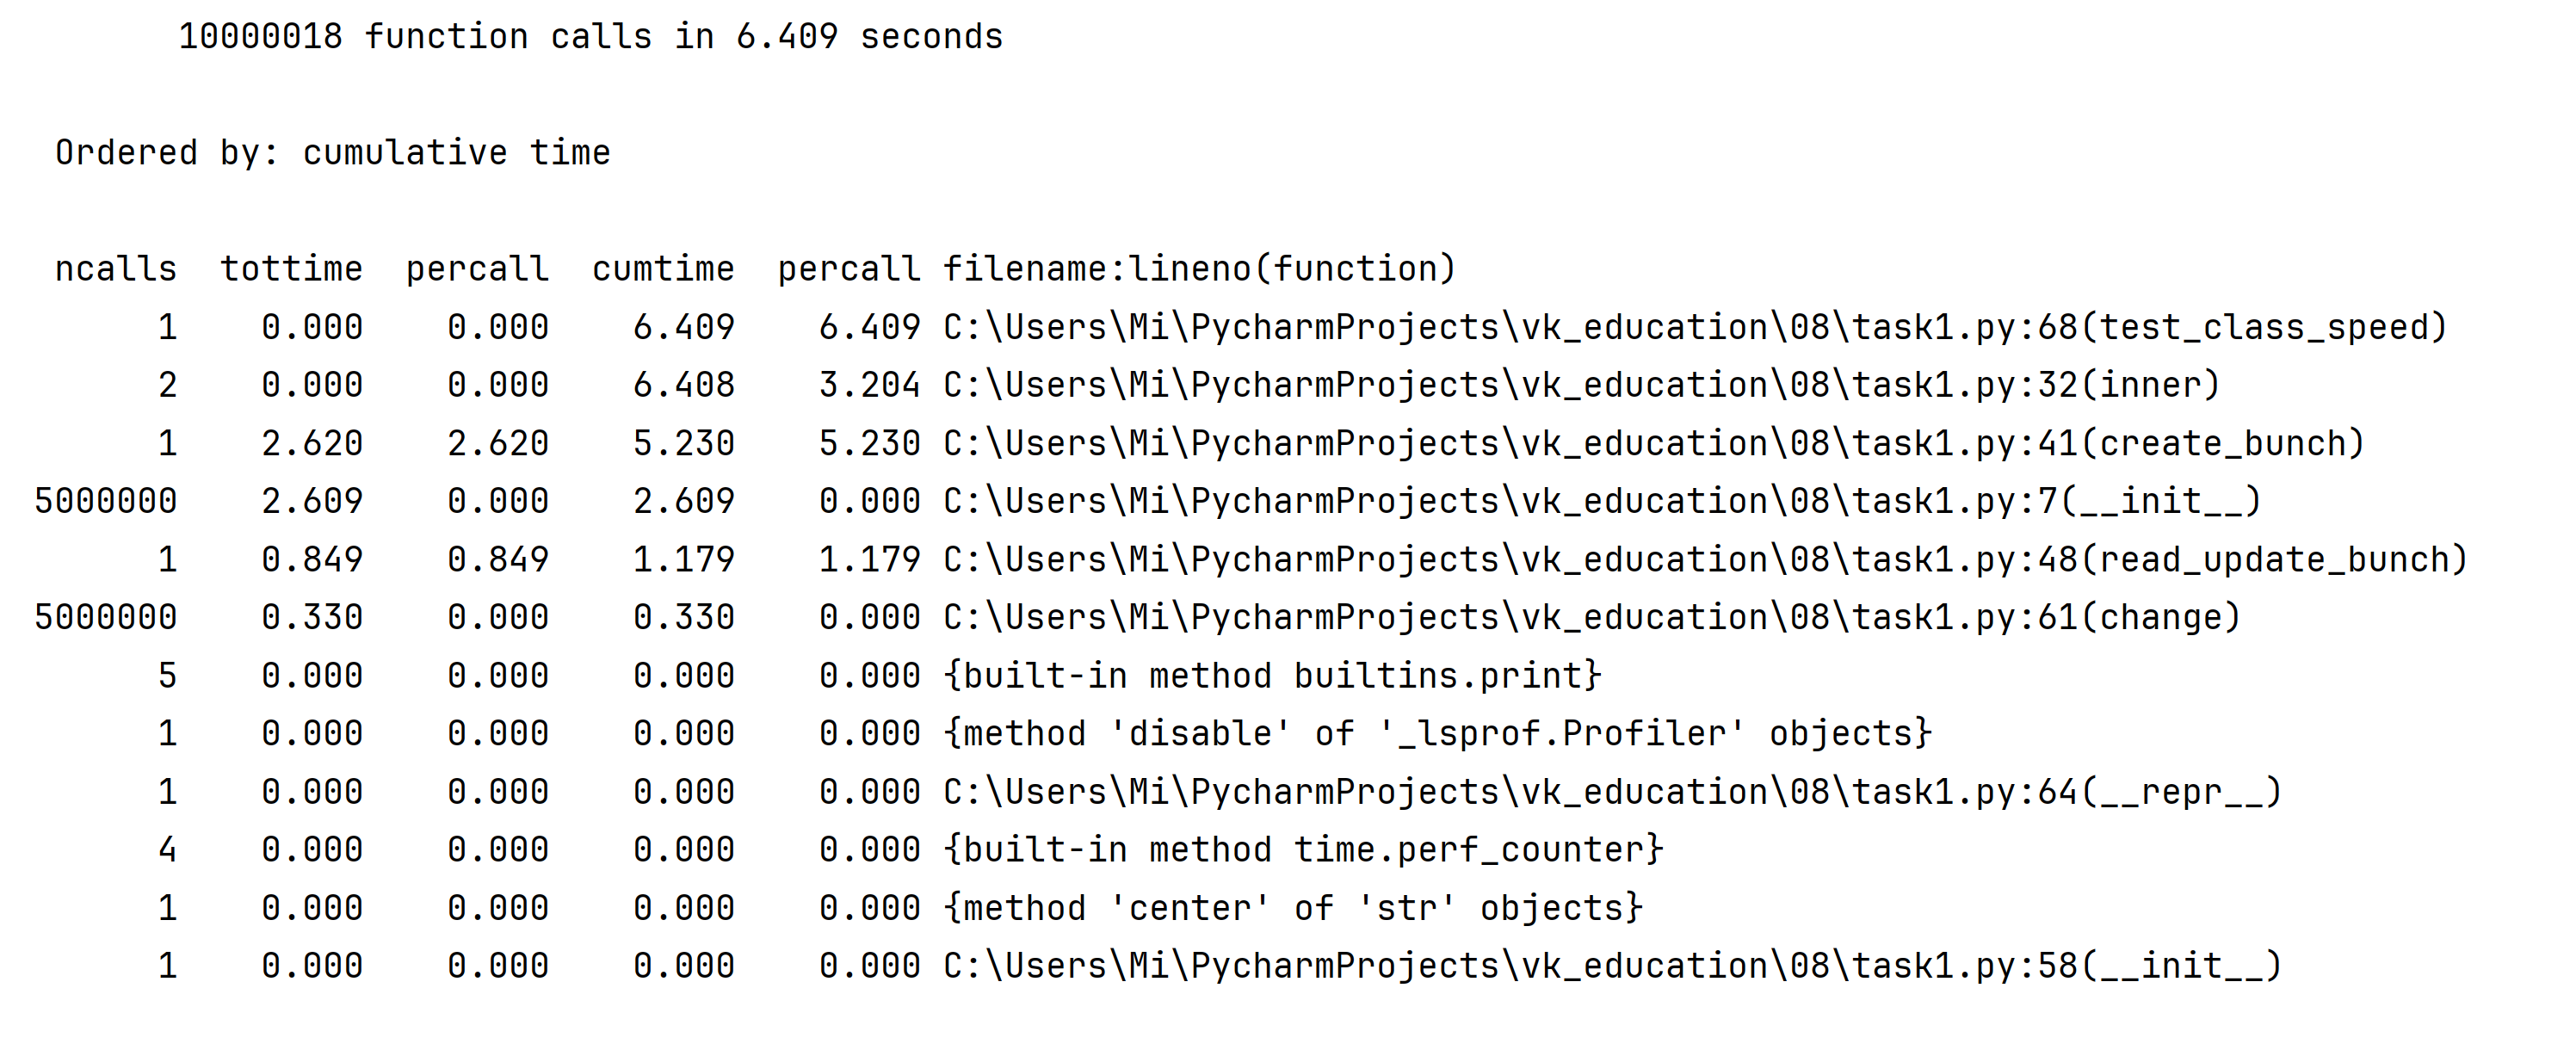 10000018 function calls in 6.409 seconds
Ordered by: cumulative time
ncalls  tottime  percall  cumtime  percall filename:lineno(function)
1    0.000    0.000    6.409    6.409 C:\Users\Mi\PycharmProjects\vk_education\08\task1.py:68(test_class_speed)
2    0.000    0.000    6.408    3.204 C:\Users\Mi\PycharmProjects\vk_education\08\task1.py:32(inner)
1    2.620    2.620    5.230    5.230 C:\Users\Mi\PycharmProjects\vk_education\08\task1.py:41(create_bunch)
5000000    2.609    0.000    2.609    0.000 C:\Users\Mi\PycharmProjects\vk_education\08\task1.py:7(__init__)
1    0.849    0.849    1.179    1.179 C:\Users\Mi\PycharmProjects\vk_education\08\task1.py:48(read_update_bunch)
5000000    0.330    0.000    0.330    0.000 C:\Users\Mi\PycharmProjects\vk_education\08\task1.py:61(change)
5    0.000    0.000    0.000    0.000 {built-in method builtins.print}
1    0.000    0.000    0.000    0.000 {method 'disable' of '_lsprof.Profiler' objects}
1    0.000    0.000    0.000    0.000 C:\Users\Mi\PycharmProjects\vk_education\08\task1.py:64(__repr__)
4    0.000    0.000    0.000    0.000 {built-in method time.perf_counter}
1    0.000    0.000    0.000    0.000 {method 'center' of 'str' objects}
1    0.000    0.000    0.000    0.000 C:\Users\Mi\PycharmProjects\vk_education\08\task1.py:58(__init__)